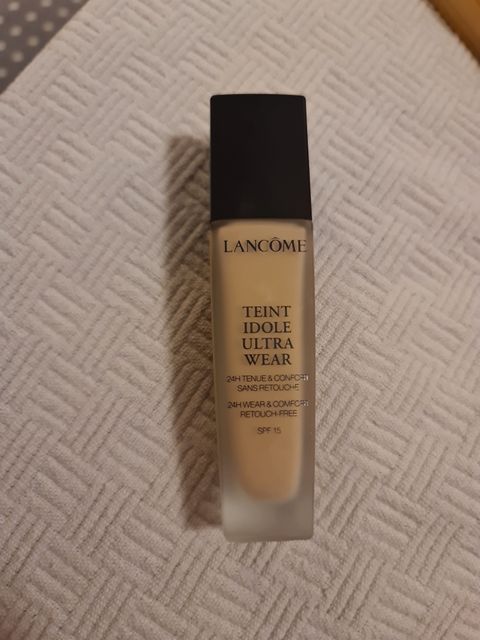 LANCÔME
TEINT
IDOLE
ULTRA
WEAR
24H TENUE & CONFORT
SANS RETOUCHE
24H WEAR & COMFORT
RETOUCH-FREE
SPF 15